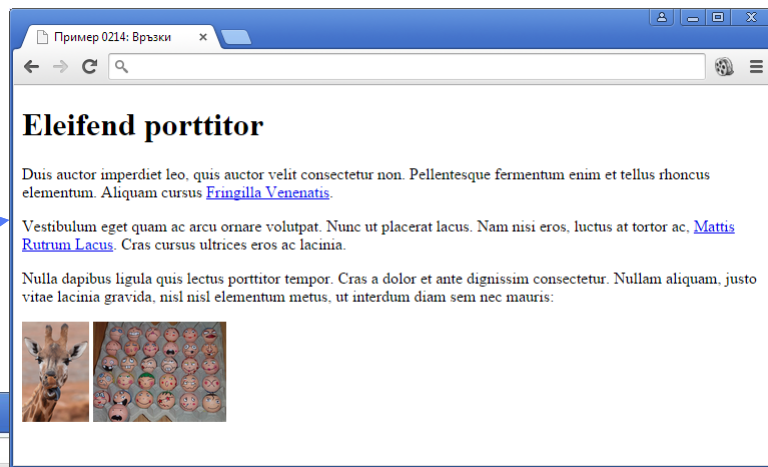 Пример 0214: Връзки
Eleifend porttitor
Duis auctor imperdiet leo, quis auctor velit consectetur non. Pellentesque fermentum enim et tellus rhoncus
elementum. Aliquam cursus Fringilla Venenatis.
Vestibulum eget quam ac arcu ornare volutpat. Nunc ut placerat lacus. Nam nisi eros, luctus at tortor ac, Mattis
Rutrum Lacus. Cras cursus ultrices eros ac lacinia.
Nulla dapibus ligula quis lectus porttitor tempor. Cras a dolor et ante dignissim consectetur. Nullam aliquam, justo
vitae lacinia gravida, nisl nisl elementum metus, ut interdum diam sem nec mauris: